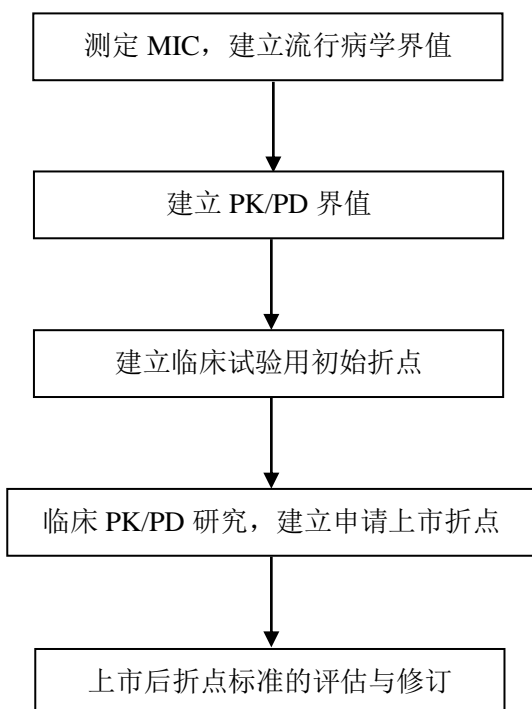 测定 MIC，建立流行病学界值
建立 PK/PD 界值
建立临床试验用初始折点
临床 PK/PD 研究，建立申请上市折点
上市后折点标准的评估与修订